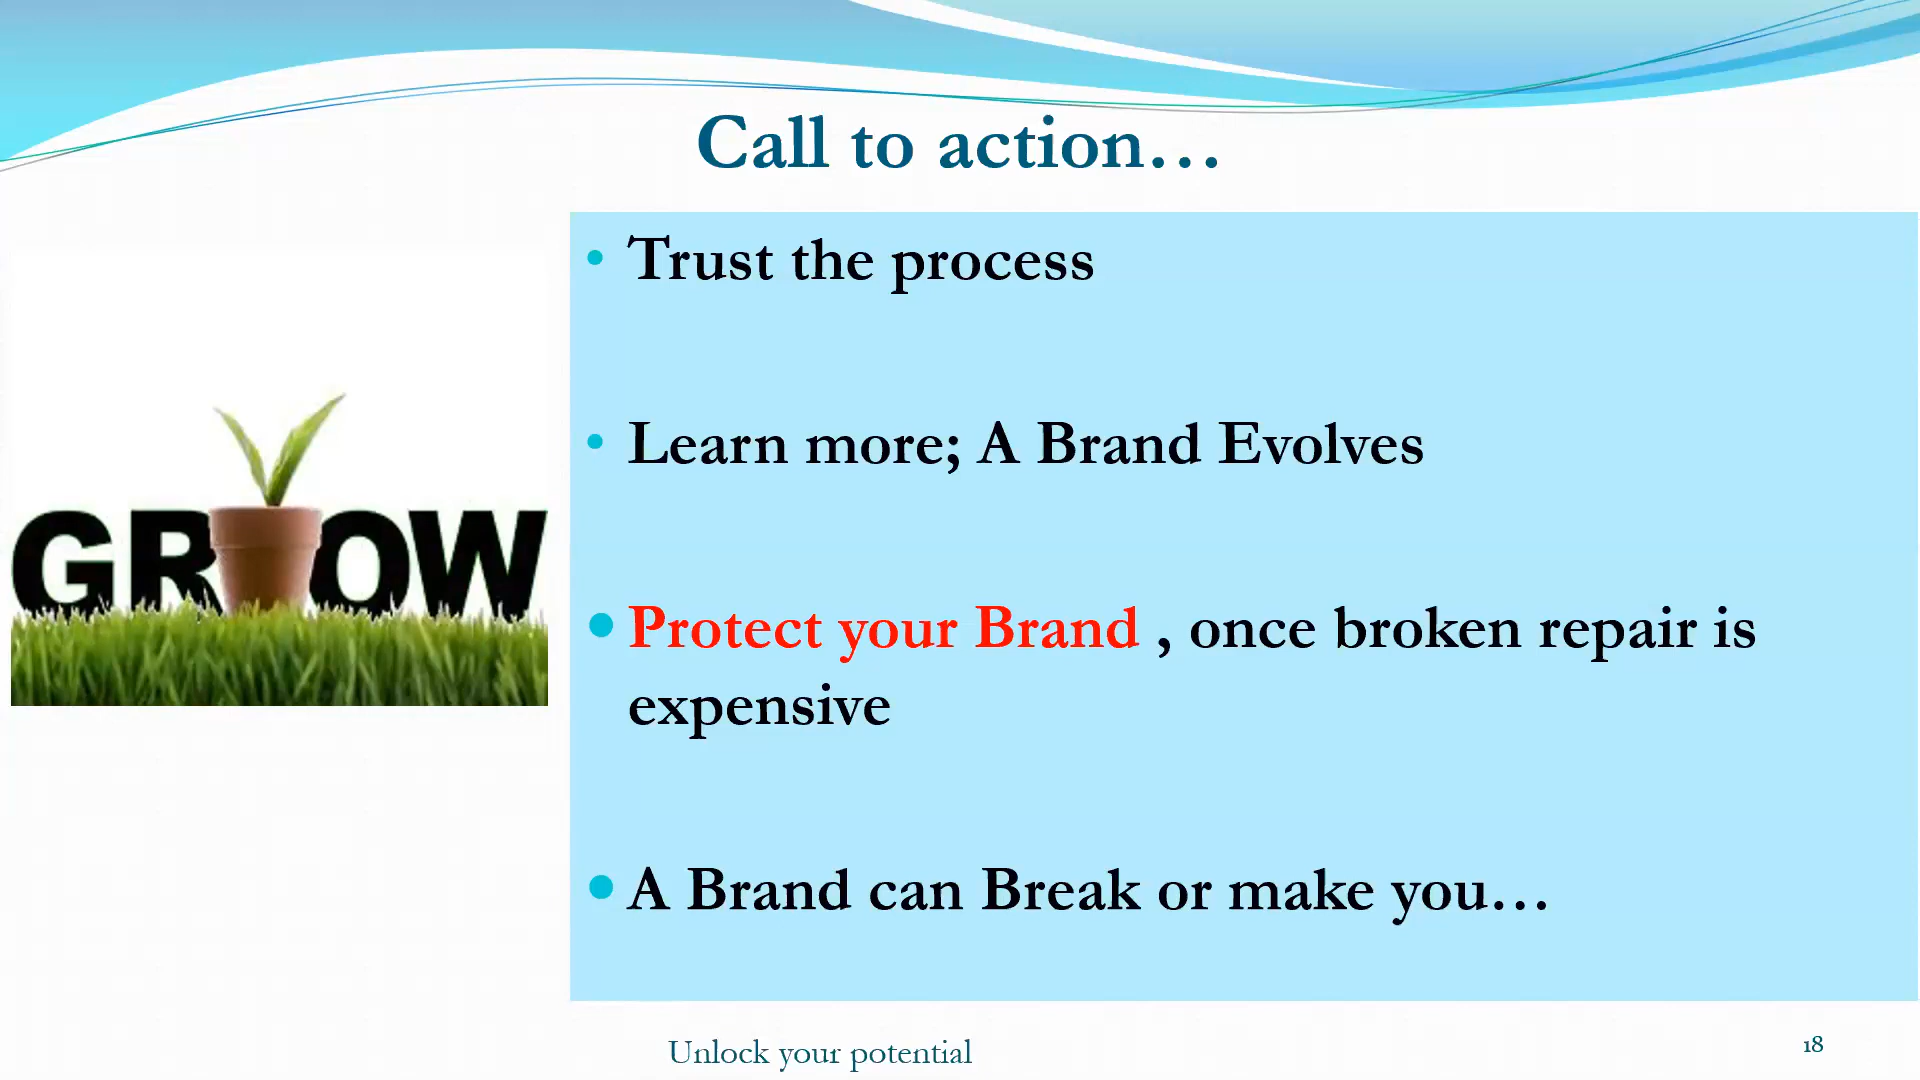 Call to action…
• Trust the process
• Learn more; A Brand Evolves
• Protect your Brand , once broken repair is
expensive
• A Brand can Break or make you…
GROW
Unlock your potential
18